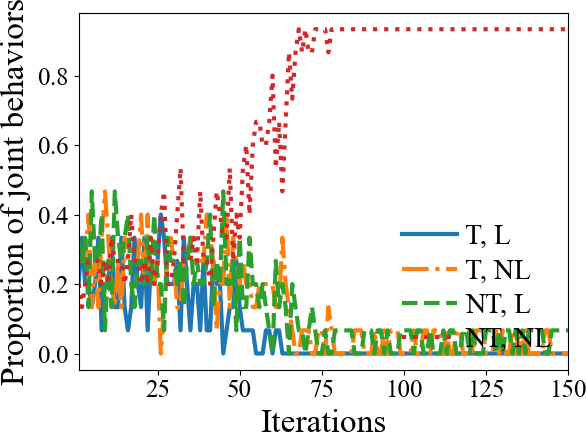 Proportion of joint behaviors
0.8
0.6
0.4
0.2
0.0
T, L
T, NL
NT, L
NT, NL
25
50
75
100
125
150
Iterations